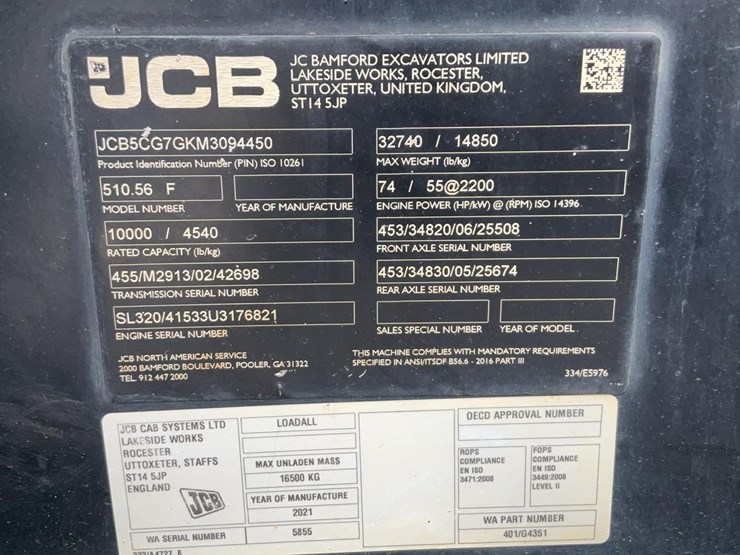 JCB
JC BAMFORD EXCAVATORS LIMITED
LAKESIDE WORKS, ROCESTER,
UTTOXETER, UNITED KINGDOM,
ST14 5JP
JCB5CG7GKM3094450
Product Identification Number (PIN) ISO 10261
510.56 F
MODEL NUMBER
YEAR OF MANUFACTURE
10000 / 4540
RATED CAPACITY (lb/kg)
455/M2913/02/42698
TRANSMISSION SERIAL NUMBER
SL320/41533U3176821
ENGINE SERIAL NUMBER
32740 / 14850
MAX WEIGHT (lb/kg)
74 / 55@2200
ENGINE POWER (HP/kW) @ (RPM) ISO 14396
453/34820/06/25508
FRONT AXLE SERIAL NUMBER
453/34830/05/25674
REAR AXLE SERIAL NUMBER
SALES SPECIAL NUMBER
YEAR OF MODEL
JCB NORTH AMERICAN SERVICE
2000 BAMFORD BOULEVARD, POOLER, GA 31322
TEL. 912 447 2000
THIS MACHINE COMPLIES WITH MANDATORY REQUIREMENTS
SPECIFIED IN ANSI/ITSDF B56.6 - 2016 PART III
334/E5976
JCB CAB SYSTEMS LTD
LAKESIDE WORKS
ROCESTER
UTTOXETER, STAFFS
ST14 5JP
ENGLAND
JCB
WA SERIAL NUMBER
LOADALL
MAX UNLADEN MASS
16500 KG
YEAR OF MANUFACTURE
2021
5855
OECD APPROVAL NUMBER
ROPS
COMPLIANCE
EN ISO
3471:2008
FOPS
COMPLIANCE
EN ISO
3449:2008
LEVEL II
WA PART NUMBER
401/G4351